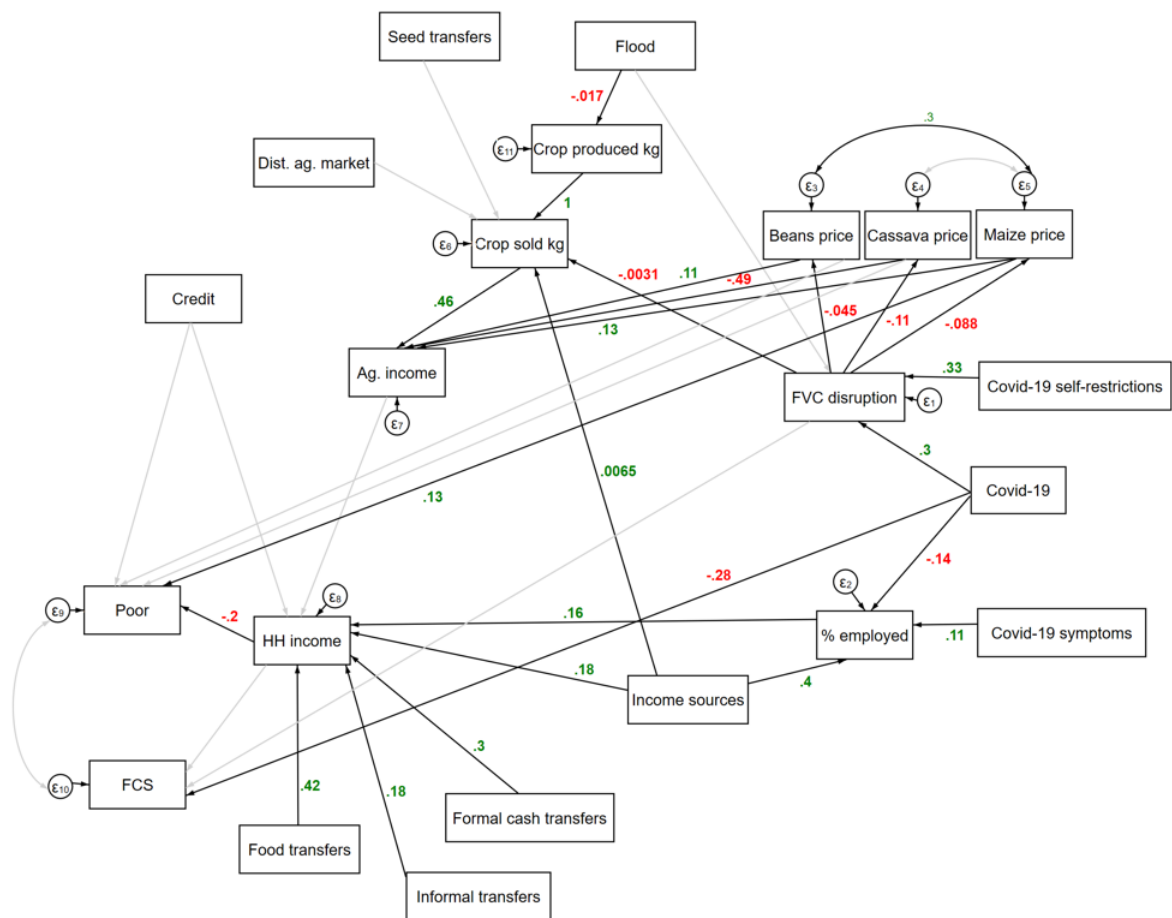 Seed transfers
Flood
-.017
.3
ε11
Crop produced kg
ε3
ε4
ε5
Dist. ag. market
1
Beans price
Cassava price
Maize price
ε6
Crop sold kg
-.0031
.11
-.49
Credit
.46
-.045
-.11
-.088
.13
Ag. income
.33
FVC disruption
ε1
Covid-19 self-restrictions
ε7
.3
.0065
.13
Covid-19
-.28
-.14
ε9
Poor
-.2
ε8
ε2
HH income
.16
% employed
.11
Covid-19 symptoms
.18
.4
Income sources
.3
ε10
FCS
.42
.18
Formal cash transfers
Food transfers
Informal transfers